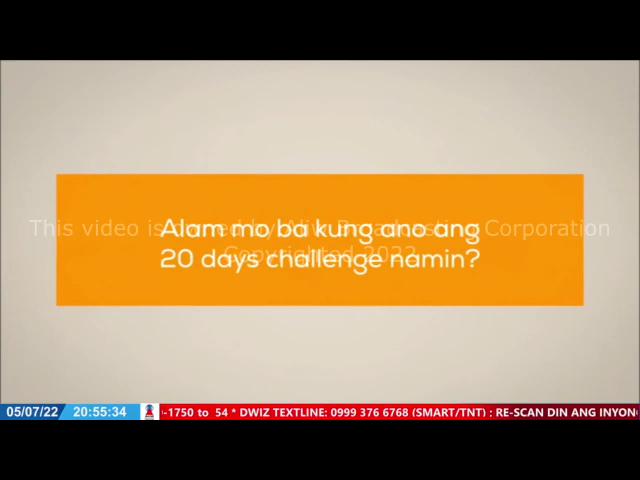 Alam mo ba kung ano ang
20 days challenge namin?
This video is owned by Aliw Broadcasting Corporation
Copyrighted 2022
05/07/22 20:55:34 -1750 to 54 * DWIZ TEXTLINE: 0999 376 6768 (SMART/TNT) : RE-SCAN DIN ANG INYONG